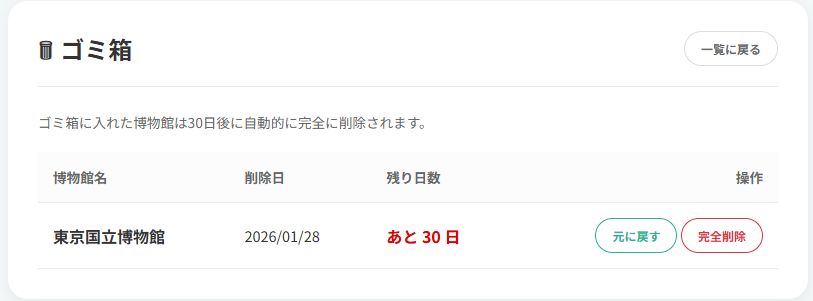 ゴミ箱
一覧に戻る
ゴミ箱に入れた博物館は30日後に自動的に完全に削除されます。
博物館名 削除日 残り日数 操作
東京国立博物館 2026/01/28 あと 30 日 元に戻す 完全削除